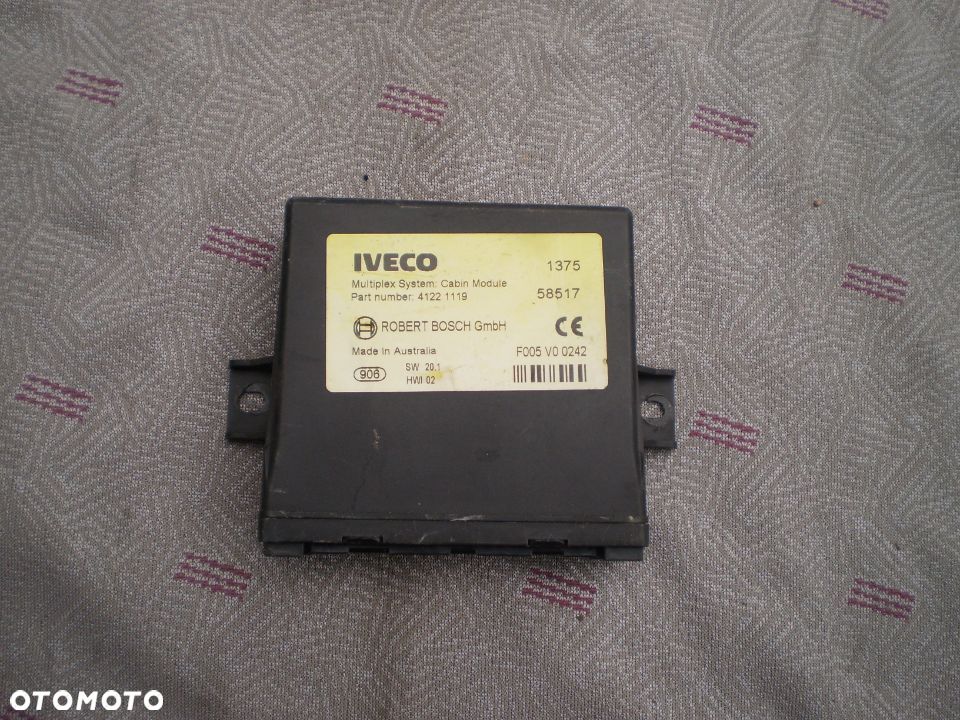 IVECO 1375
Multiplex System: Cabin Module
Part number: 4122 1119 58517
ROBERT BOSCH GmbH CE
Made In Australia F005 V0 0242
906 SW 20.1
HWI 02
OTOMOTO